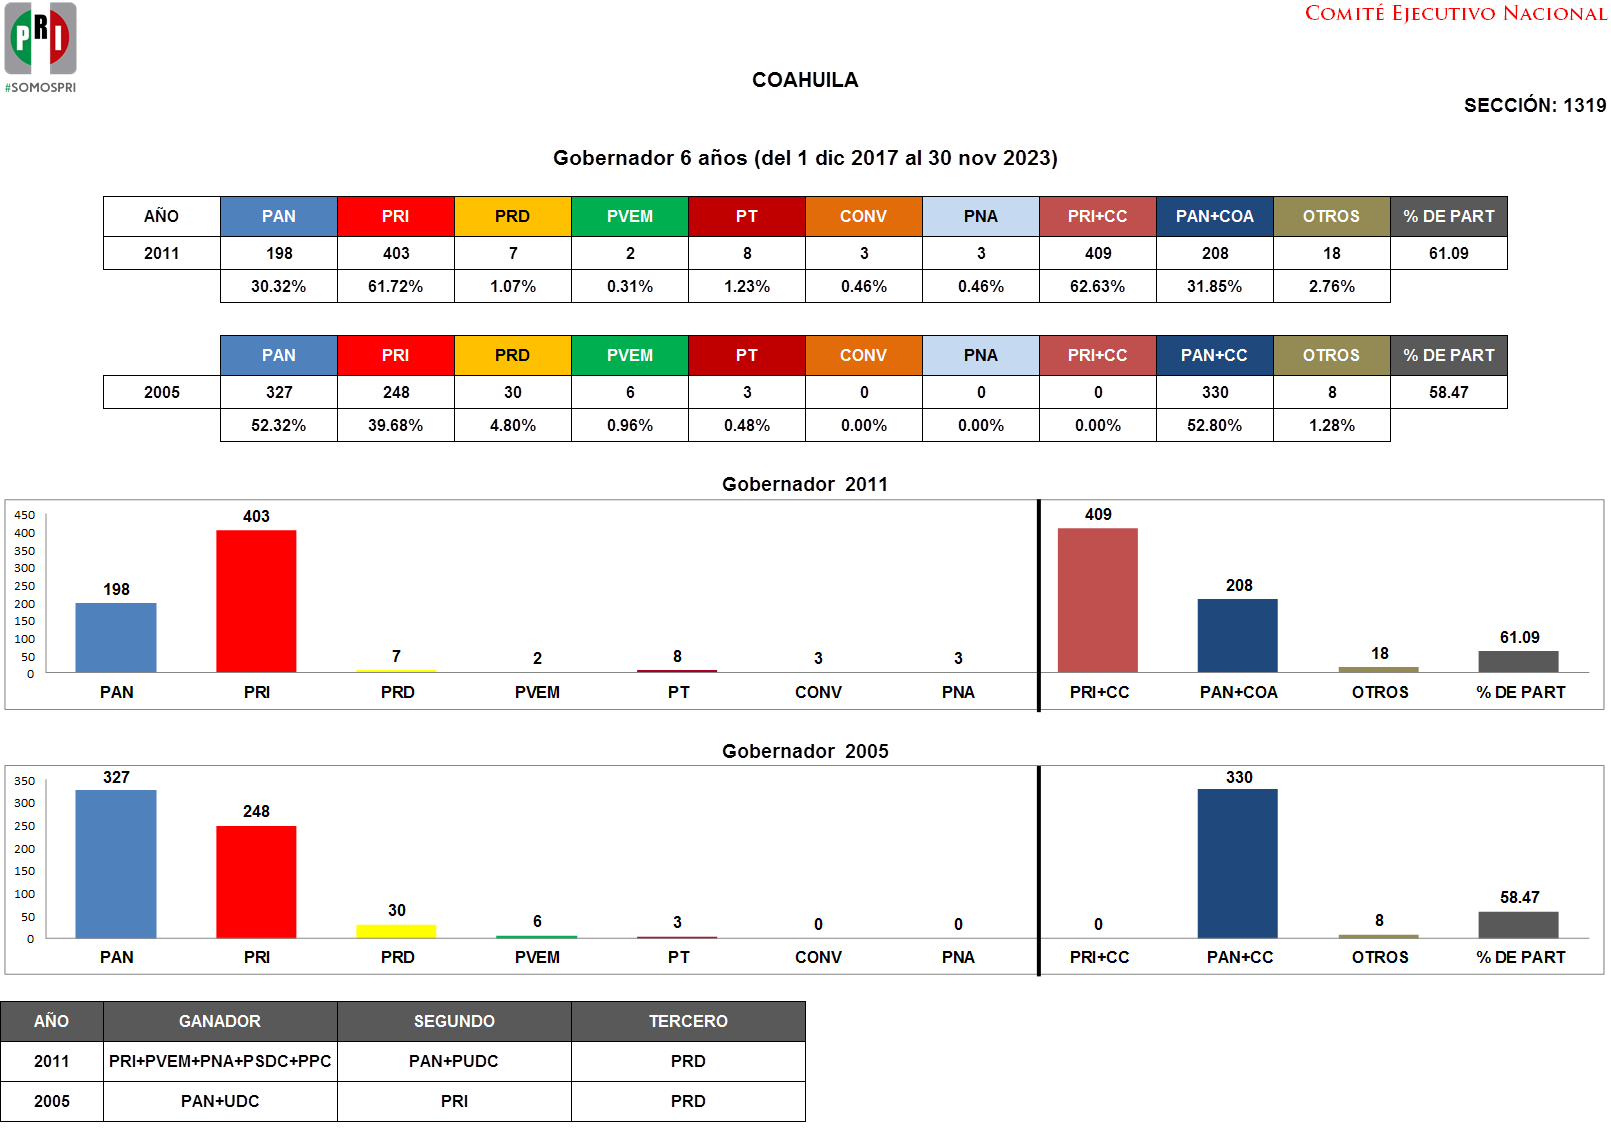 PRI
#SOMOSPRI
COMITÉ EJECUTIVO NACIONAL
COAHUILA
SECCIÓN: 1319
Gobernador 6 años (del 1 dic 2017 al 30 nov 2023)
AÑO PAN PRI PRD PVEM PT CONV PNA PRI+CC PAN+COA OTROS % DE PART
2011 198 403 7 2 8 3 3 409 208 18 61.09
30.32% 61.72% 1.07% 0.31% 1.23% 0.46% 0.46% 62.63% 31.85% 2.76%
PAN PRI PRD PVEM PT CONV PNA PRI+CC PAN+CC OTROS % DE PART
2005 327 248 30 6 3 0 0 0 330 8 58.47
52.32% 39.68% 4.80% 0.96% 0.48% 0.00% 0.00% 0.00% 52.80% 1.28%
Gobernador 2011
450
400
350
300
250
200
150
100
50
0
198 403 7 2 8 3 3 409 208 18 61.09
PAN PRI PRD PVEM PT CONV PNA PRI+CC PAN+COA OTROS % DE PART
Gobernador 2005
350
300
250
200
150
100
50
0
327 248 30 6 3 0 0 0 330 8 58.47
PAN PRI PRD PVEM PT CONV PNA PRI+CC PAN+CC OTROS % DE PART
AÑO GANADOR SEGUNDO TERCERO
2011 PRI+PVEM+PNA+PSDC+PPC PAN+PUDC PRD
2005 PAN+UDC PRI PRD